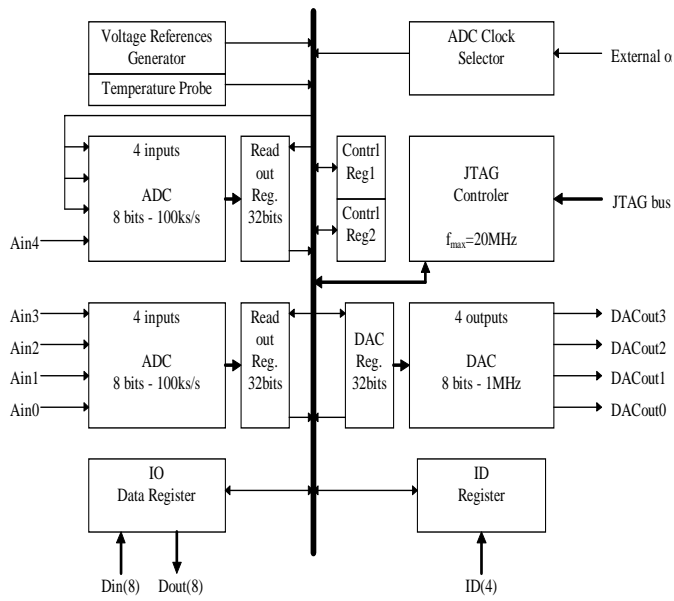 Voltage References
Generator
Temperature Probe
ADC Clock
Selector
External o
4 inputs
ADC
8 bits - 100ks/s
Read
out
Reg.
32bits
Contrl
Reg1
Contrl
Reg2
JTAG
Controler
fmax=20MHz
JTAG bus
Ain4
Ain3
Ain2
Ain1
Ain0
4 inputs
ADC
8 bits - 100ks/s
Read
out
Reg.
32bits
DAC
Reg.
32bits
4 outputs
DAC
8 bits - 1MHz
DACout3
DACout2
DACout1
DACout0
IO
Data Register
ID
Register
Din(8)
Dout(8)
ID(4)